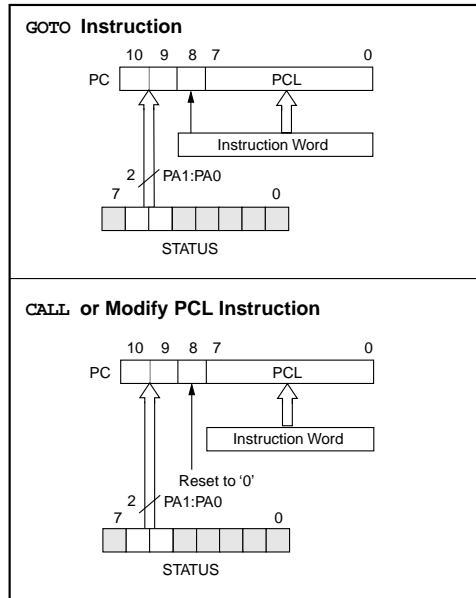 GOTO Instruction
10 9 8 7 0
PC PCL
Instruction Word
2 PA1:PA0
7 0
STATUS
CALL or Modify PCL Instruction
10 9 8 7 0
PC PCL
Instruction Word
Reset to ‘0’
2 PA1:PA0
7 0
STATUS